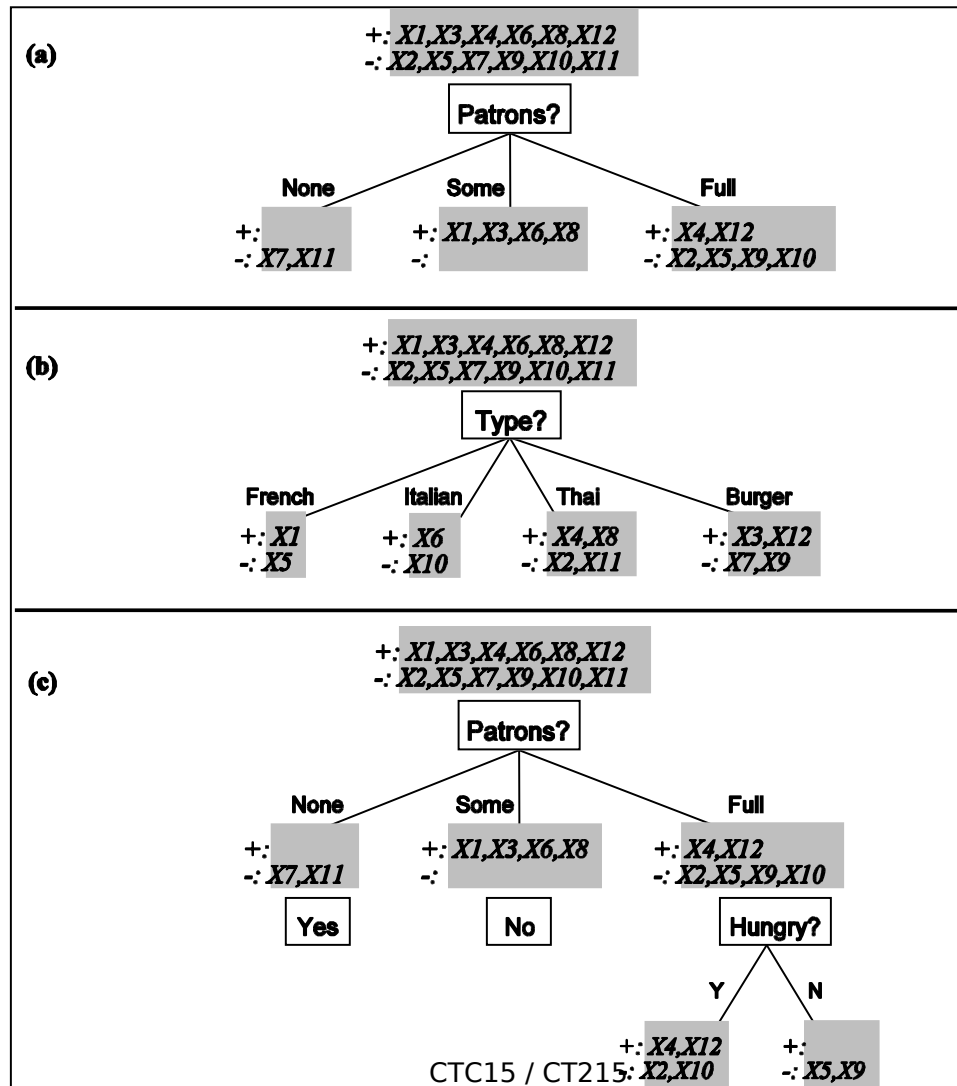 (a)
+: X1,X3,X4,X6,X8,X12
-: X2,X5,X7,X9,X10,X11
Patrons?
None Some Full
+: +: X1,X3,X6,X8 +: X4,X12
-: X7,X11 -: -: X2,X5,X9,X10
(b)
+: X1,X3,X4,X6,X8,X12
-: X2,X5,X7,X9,X10,X11
Type?
French Italian Thai Burger
+: X1 +: X6 +: X4,X8 +: X3,X12
-: X5 -: X10 -: X2,X11 -: X7,X9
(c)
+: X1,X3,X4,X6,X8,X12
-: X2,X5,X7,X9,X10,X11
Patrons?
None Some Full
+: +: X1,X3,X6,X8 +: X4,X12
-: X7,X11 -: -: X2,X5,X9,X10
Yes No Hungry?
Y N
+: X4,X12 +:
-: X2,X10 -: X5,X9
CTC15 / CT215